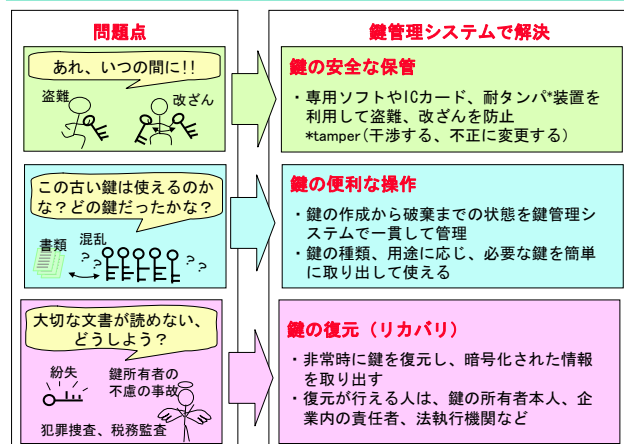 問題点
あれ、いつの間に!!
盗難
改ざん
この古い鍵は使えるのか
な？どの鍵だったかな？
書類
混乱
? ?
? ?
大切な文書が読めない、
どうしよう？
紛失
鍵所有者の
不慮の事故
犯罪捜査、税務監査
鍵管理システムで解決
鍵の安全な保管
・専用ソフトやICカード、耐タンパ*装置を
利用して盗難、改ざんを防止
*tamper(干渉する、不正に変更する)
鍵の便利な操作
・鍵の作成から破棄までの状態を鍵管理シ
ステムで一貫して管理
・鍵の種類、用途に応じ、必要な鍵を簡単
に取り出して使える
鍵の復元（リカバリ）
・非常時に鍵を復元し、暗号化された情報
を取り出す
・復元が行える人は、鍵の所有者本人、企
業内の責任者、法執行機関など